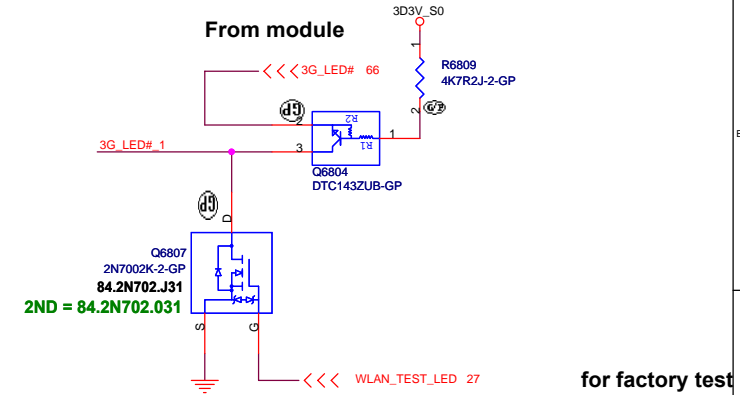 3D3V_S0
From module
3G_LED# 66
R6809
4K7R2J-2-GP
1
2
G/P
GP
2
R2
R1
1
3G_LED#_1
3
Q6804
DTC143ZUB-GP
GP
D
Q6807
2N7002K-2-GP
84.2N702.J31
2ND = 84.2N702.031
S
G
WLAN_TEST_LED 27
for factory test